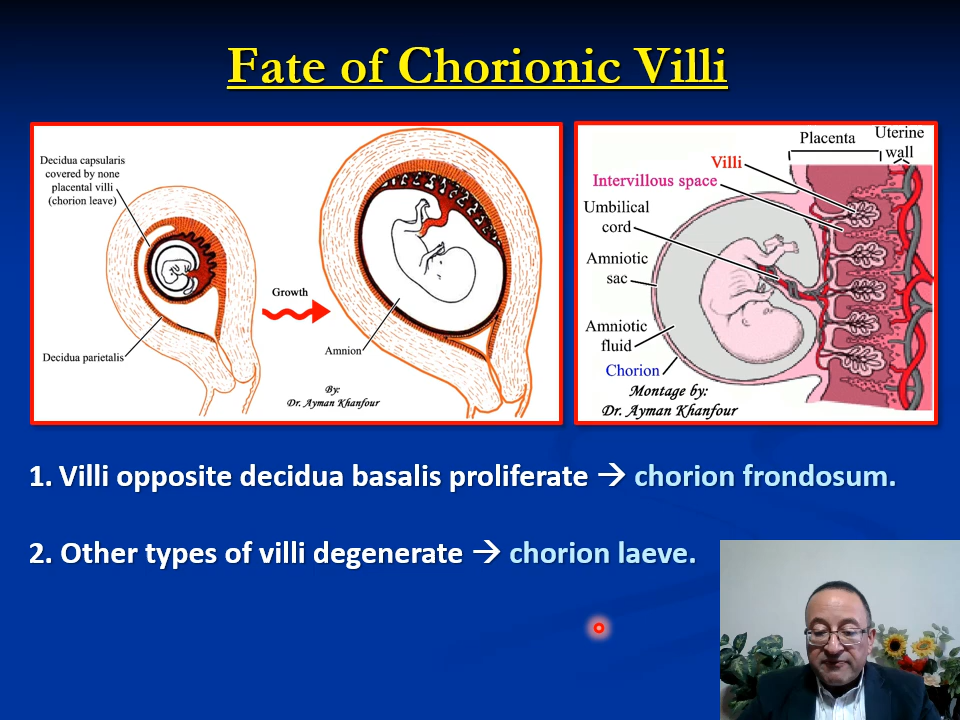 Fate of Chorionic Villi
Decidua capsularis
covered by none
placental villi
(chorion leave)
Growth
Decidua parietalis
Amnion
By:
Dr. Ayman Khanfour
Placenta
Uterine
wall
Villi
Intervillous space
Umbilical
cord
Amniotic
sac
Amniotic
fluid
Chorion
Montage by:
Dr. Ayman Khanfour
1. Villi opposite decidua basalis proliferate → chorion frondosum.
2. Other types of villi degenerate → chorion laeve.